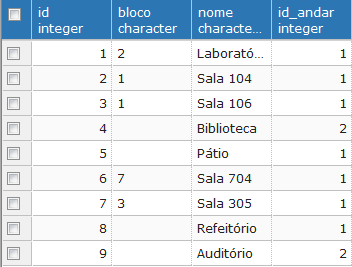 id bloco nome id_andar
integer character characte... integer
1 2 Laborató... 1
2 1 Sala 104 1
3 1 Sala 106 1
4 Biblioteca 2
5 Pátio 1
6 7 Sala 704 1
7 3 Sala 305 1
8 Refeitório 1
9 Auditório 2